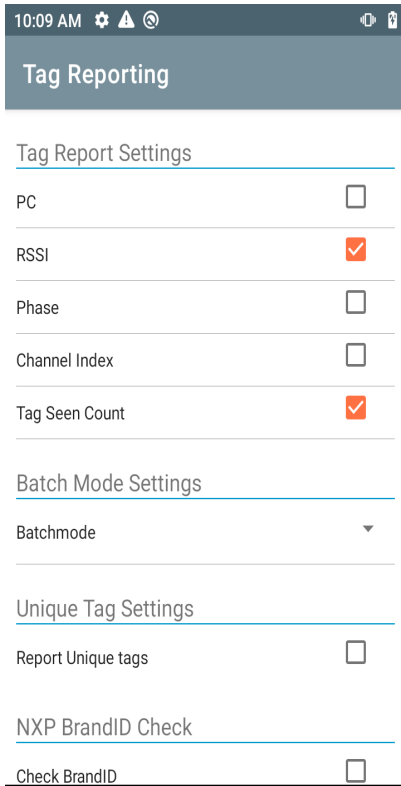 10:09 AM
Tag Reporting
Tag Report Settings
PC
RSSI
Phase
Channel Index
Tag Seen Count
Batch Mode Settings
Batchmode
Unique Tag Settings
Report Unique tags
NXP BrandID Check
Check BrandID